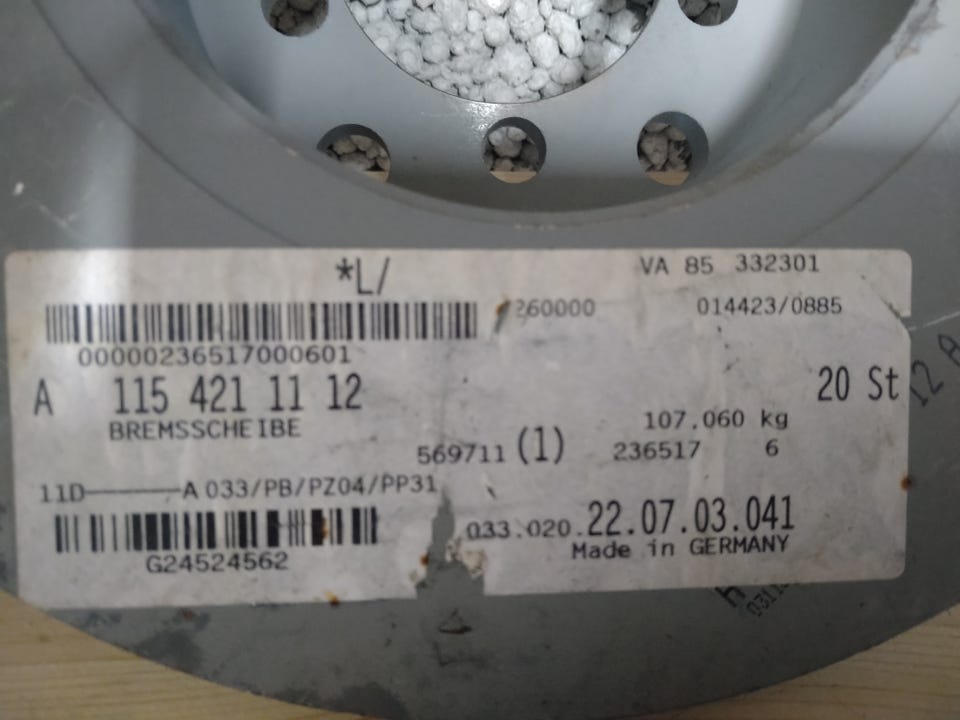 *L/
VA 85 332301
260000
014423/0885
00000236517000601
A 115 421 11 12
20 St
BREMSSCHEIBE
107.060 kg
569711 (1) 236517 6
11D————A 033/PB/PZ04/PP31
033.020.22.07.03.041
Made in GERMANY
G24524562